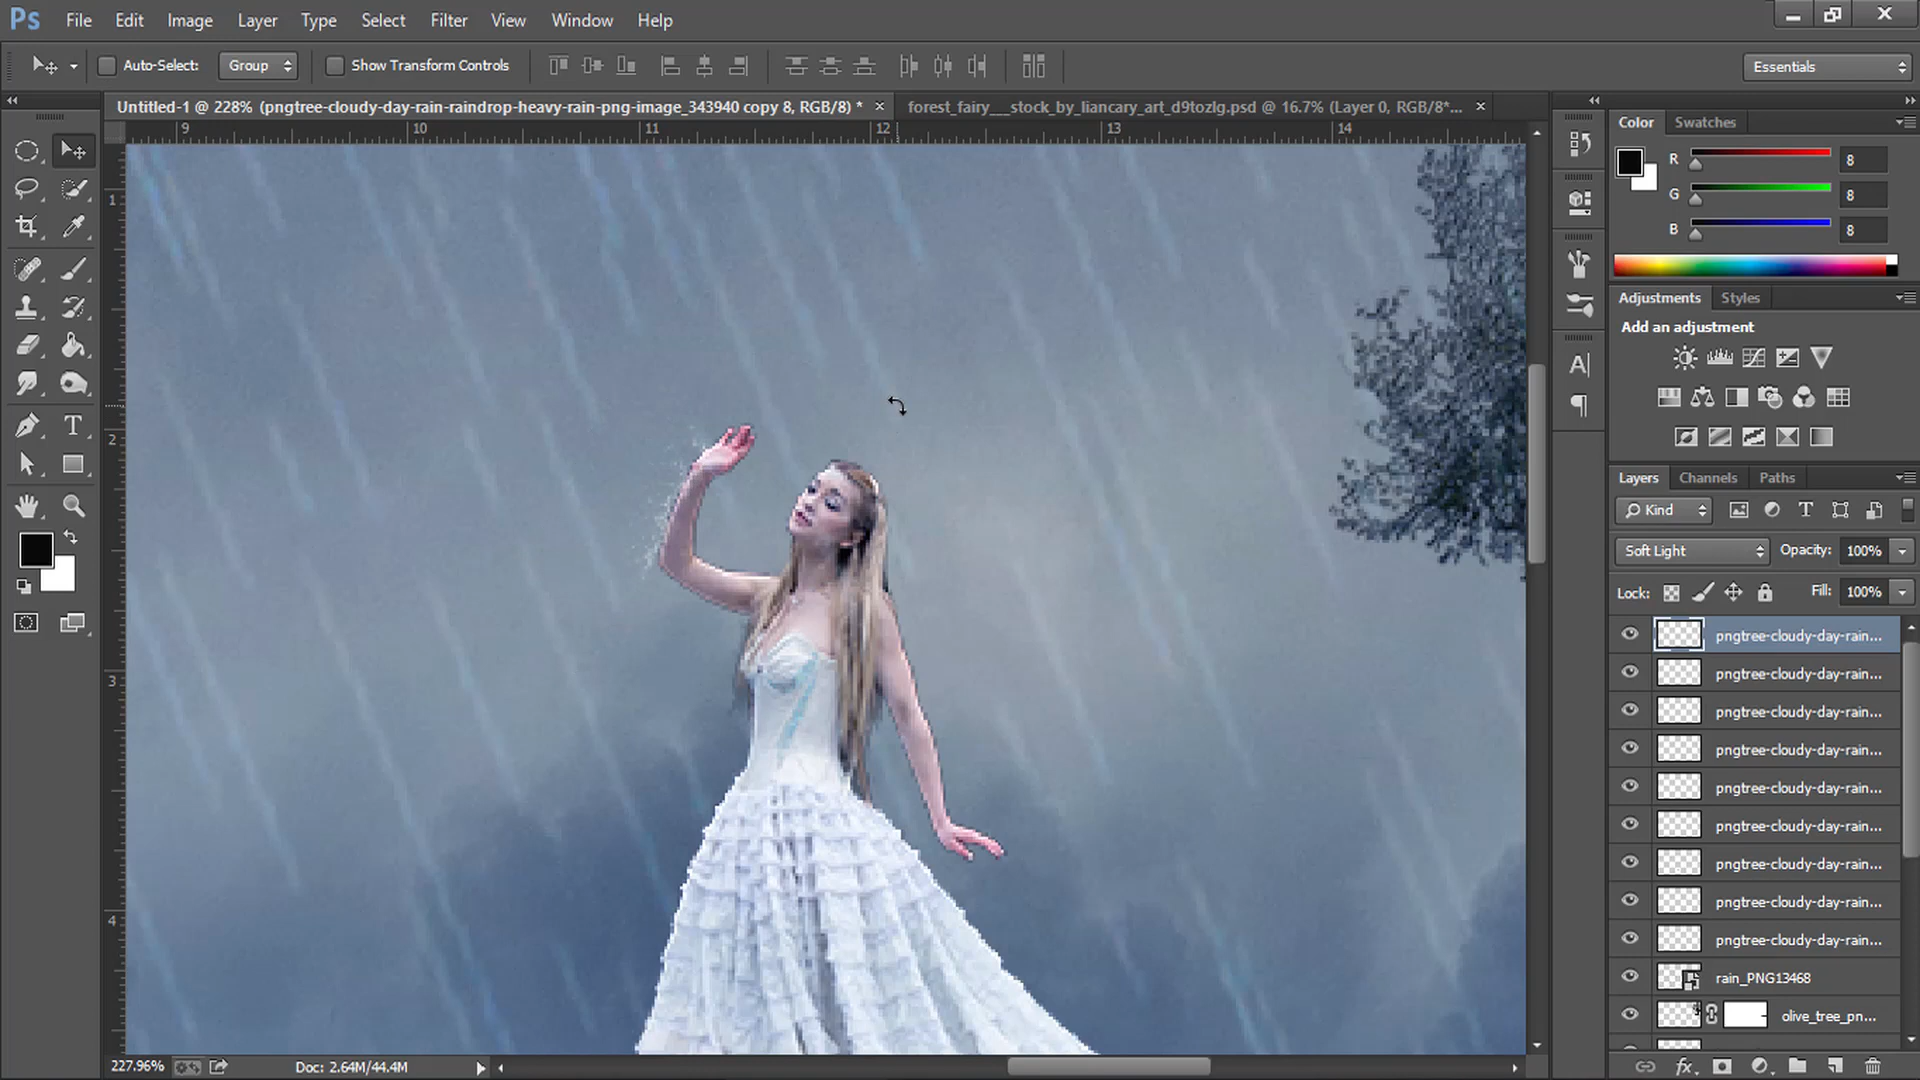 Ps File Edit Image Layer Type Select Filter View Window Help
Auto-Select: Group Show Transform Controls Essentials
Untitled-1 @ 228% (pngtree-cloudy-day-rain-raindrop-heavy-rain-png-image_343940 copy 8, RGB/8) * × forest_fairy___stock_by_liancary_art_d9tozlg.psd @ 16.7% (Layer 0, RGB/8*... ×
9 10 11 12 13 14
1
2
3
4
Color Swatches
R 8
G 8
B 8
Adjustments Styles
Add an adjustment
Layers Channels Paths
Kind
Soft Light Opacity: 100%
Lock: Fill: 100%
pngtree-cloudy-day-rain...
pngtree-cloudy-day-rain...
pngtree-cloudy-day-rain...
pngtree-cloudy-day-rain...
pngtree-cloudy-day-rain...
pngtree-cloudy-day-rain...
pngtree-cloudy-day-rain...
pngtree-cloudy-day-rain...
pngtree-cloudy-day-rain...
rain_PNG13468
olive_tree_pn...
227.96% Doc: 2.64M/44.4M